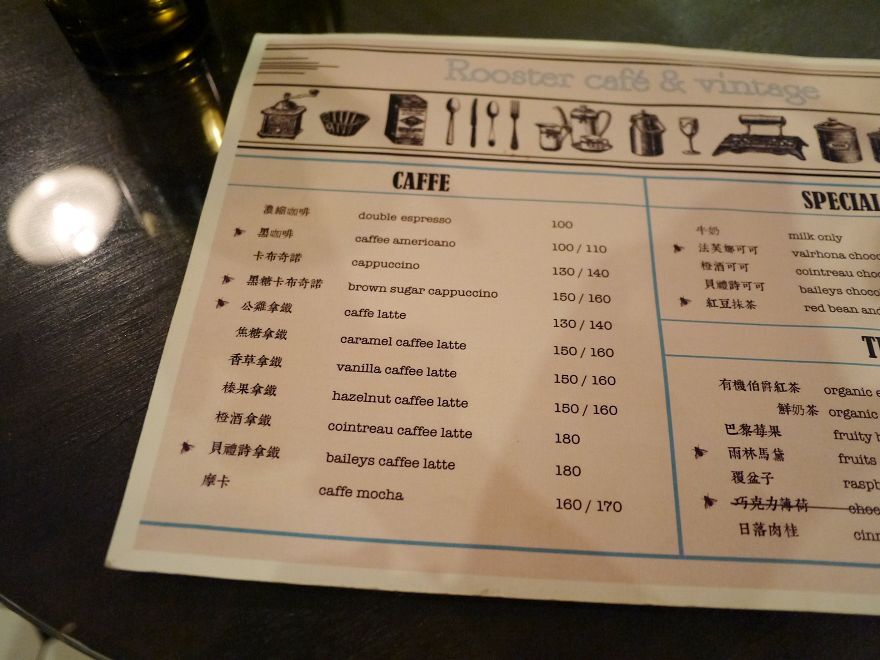 Rooster café & vintage
CAFFE
濃縮咖啡 double espresso 100
黑咖啡 caffee americano 100 / 110
卡布奇諾 cappuccino 130 / 140
黑糖卡布奇諾 brown sugar cappuccino 150 / 160
公雞拿鐵 caffe latte 130 / 140
焦糖拿鐵 caramel caffee latte 150 / 160
香草拿鐵 vanilla caffee latte 150 / 160
榛果拿鐵 hazelnut caffee latte 150 / 160
橙酒拿鐵 cointreau caffee latte 180
貝禮詩拿鐵 baileys caffee latte 180
摩卡 caffe mocha 160 / 170
SPECIAL
牛奶 milk only
法芙娜可可 valrhona choco
橙酒可可 cointreau cho
貝禮詩可可 baileys choco
紅豆抹茶 red bean and
T
有機伯爵紅茶 organic e
鮮奶茶 organic
巴黎莓果 fruity b
雨林馬黛 fruits
覆盆子 raspb
巧克力薄荷 choc
日落肉桂 cinn